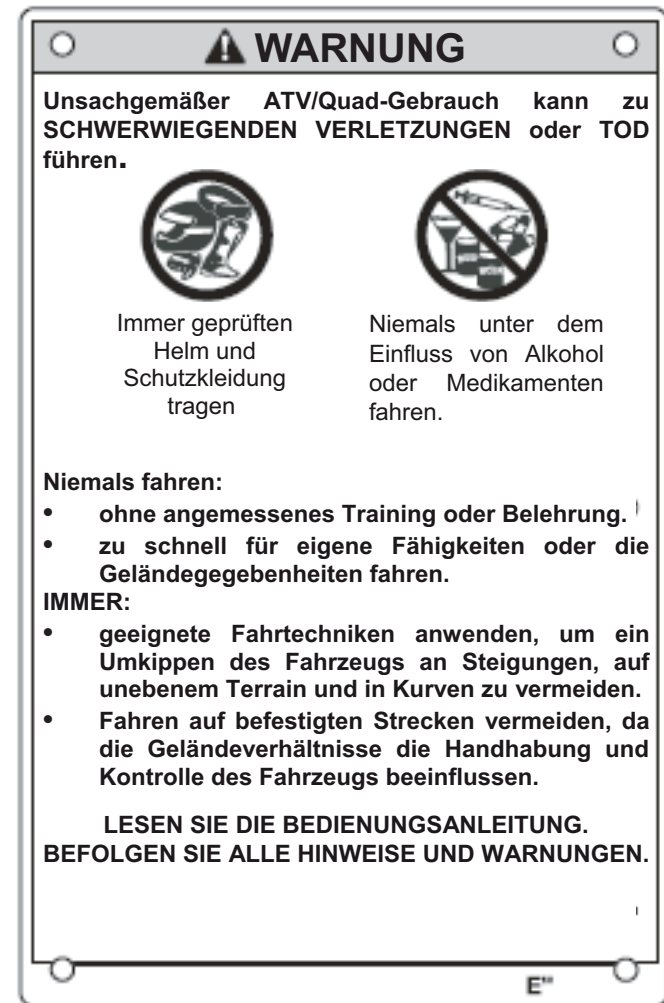 ⚠ WARNUNG
Unsachgemäßer ATV/Quad-Gebrauch kann zu
SCHWERWIEGENDEN VERLETZUNGEN oder TOD
führen.
Immer geprüften
Helm und
Schutzkleidung
tragen
Niemals unter dem
Einfluss von Alkohol
oder Medikamenten
fahren.
Niemals fahren:
• ohne angemessenes Training oder Belehrung.
• zu schnell für eigene Fähigkeiten oder die
Geländegegebenheiten fahren.
IMMER:
• geeignete Fahrtechniken anwenden, um ein
Umkippen des Fahrzeugs an Steigungen, auf
unebenem Terrain und in Kurven zu vermeiden.
• Fahren auf befestigten Strecken vermeiden, da
die Geländeverhältnisse die Handhabung und
Kontrolle des Fahrzeugs beeinflussen.
LESEN SIE DIE BEDIENUNGSANLEITUNG.
BEFOLGEN SIE ALLE HINWEISE UND WARNUNGEN.